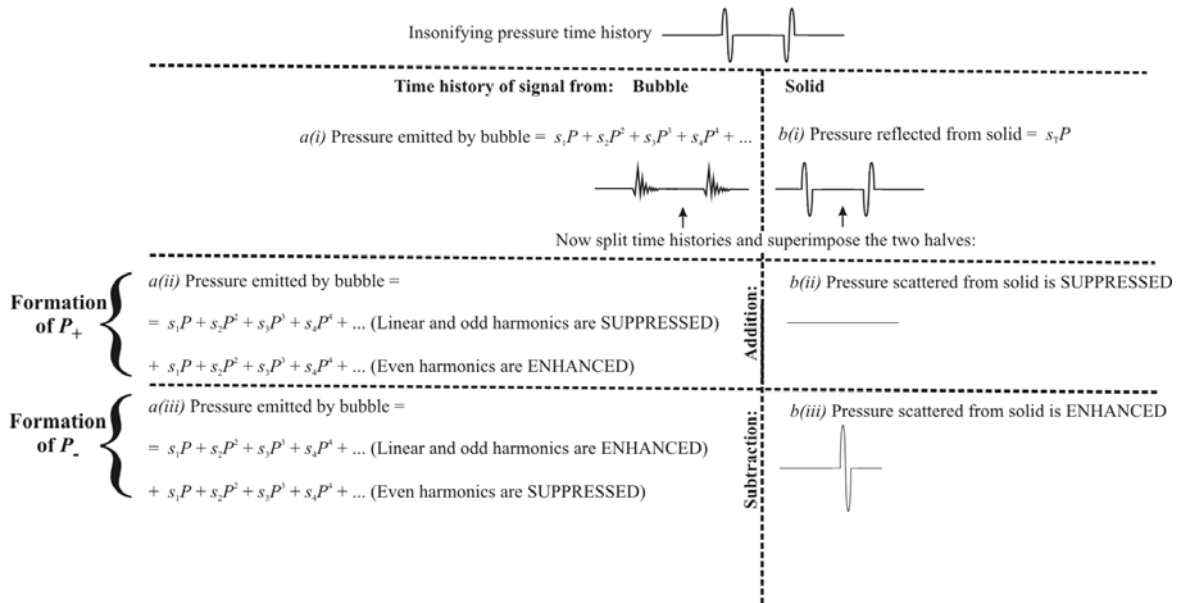 Insonifying pressure time history
Time history of signal from: Bubble
Solid
a(i) Pressure emitted by bubble = s₁P + s₂P² + s₃P³ + s₄P⁴ + ...
b(i) Pressure reflected from solid = sₜP
Now split time histories and superimpose the two halves:
Formation
of P₊
a(ii) Pressure emitted by bubble =
= s₁P + s₂P² + s₃P³ + s₄P⁴ + ... (Linear and odd harmonics are SUPPRESSED)
+ s₁P + s₂P² + s₃P³ + s₄P⁴ + ... (Even harmonics are ENHANCED)
Addition:
b(ii) Pressure scattered from solid is SUPPRESSED
Formation
of P₋
a(iii) Pressure emitted by bubble =
= s₁P + s₂P² + s₃P³ + s₄P⁴ + ... (Linear and odd harmonics are ENHANCED)
+ s₁P + s₂P² + s₃P³ + s₄P⁴ + ... (Even harmonics are SUPPRESSED)
Subtraction:
b(iii) Pressure scattered from solid is ENHANCED